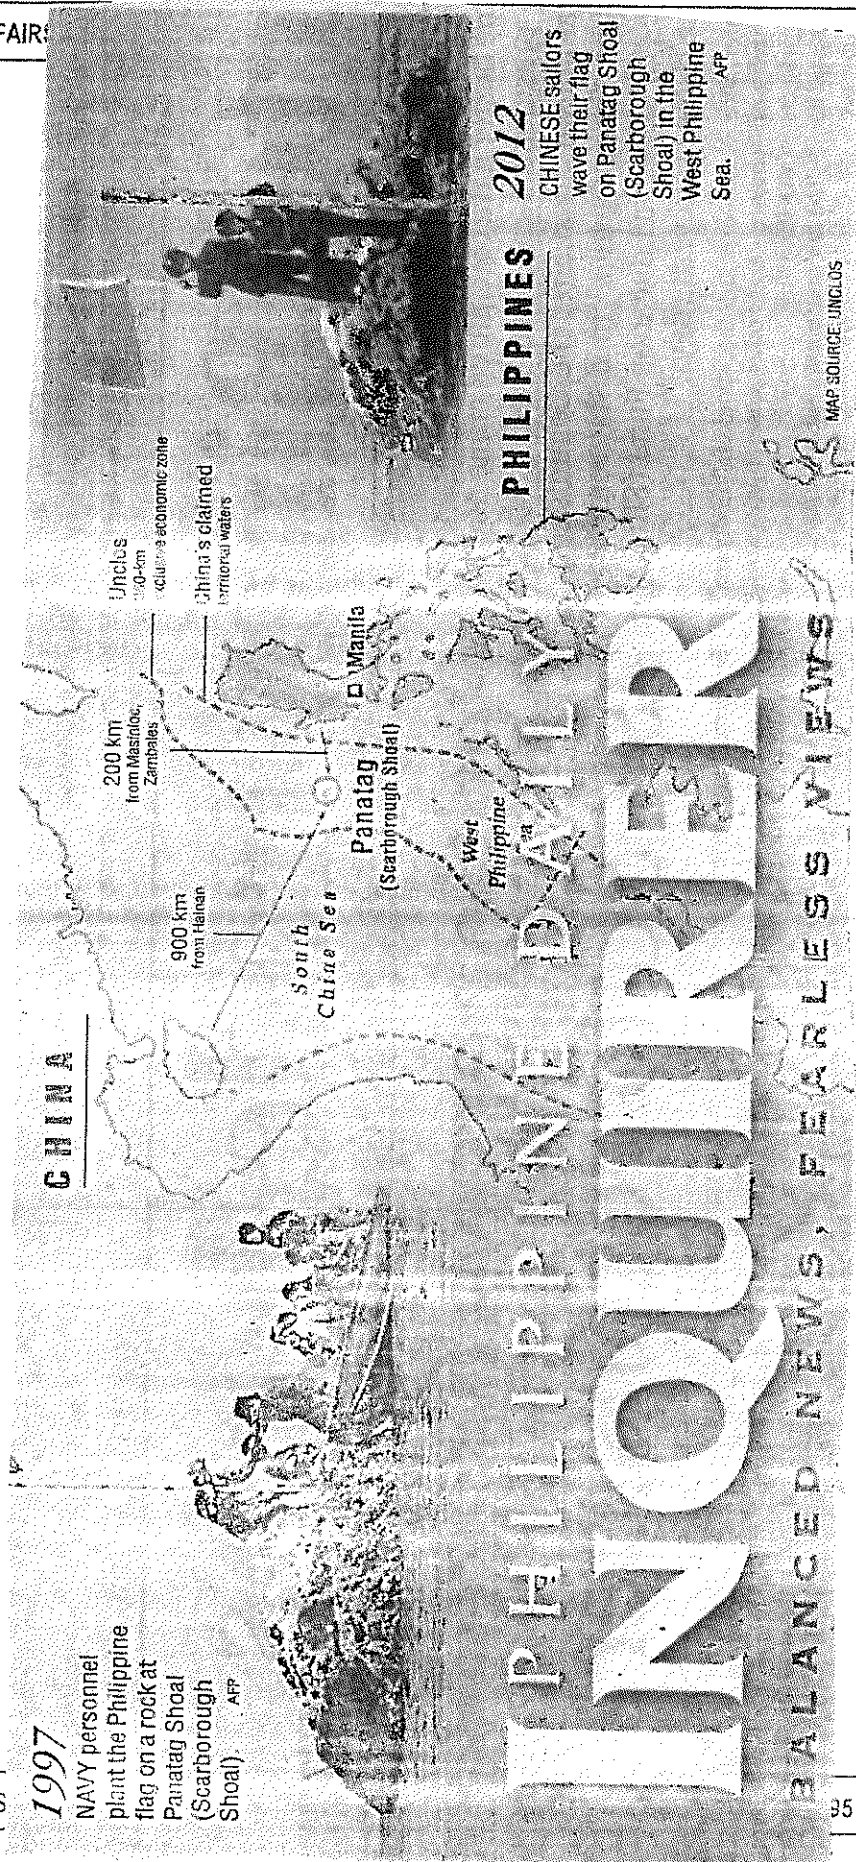 FAIRS
1997
NAVY personnel
plant the Philippine
flag on a rock at
Panatag Shoal
(Scarborough
Shoal) AFP
CHINA
900 km
from Hainan
South
China Sea
200 km
from Masinloc,
Zambales
Unclos
economic zone
China's claimed
territorial waters
Manila
Panatag
(Scarborough Shoal)
West
Philippine
PHILIPPINES
2012
CHINESE sailors
wave their flag
on Panatag Shoal
(Scarborough
Shoal) in the
West Philippine
Sea. AFP
MAP SOURCE: UNCLOS
PHILIPPINE DAILY
INQUIRER
BALANCED NEWS, FEARLESS VIEWS
95